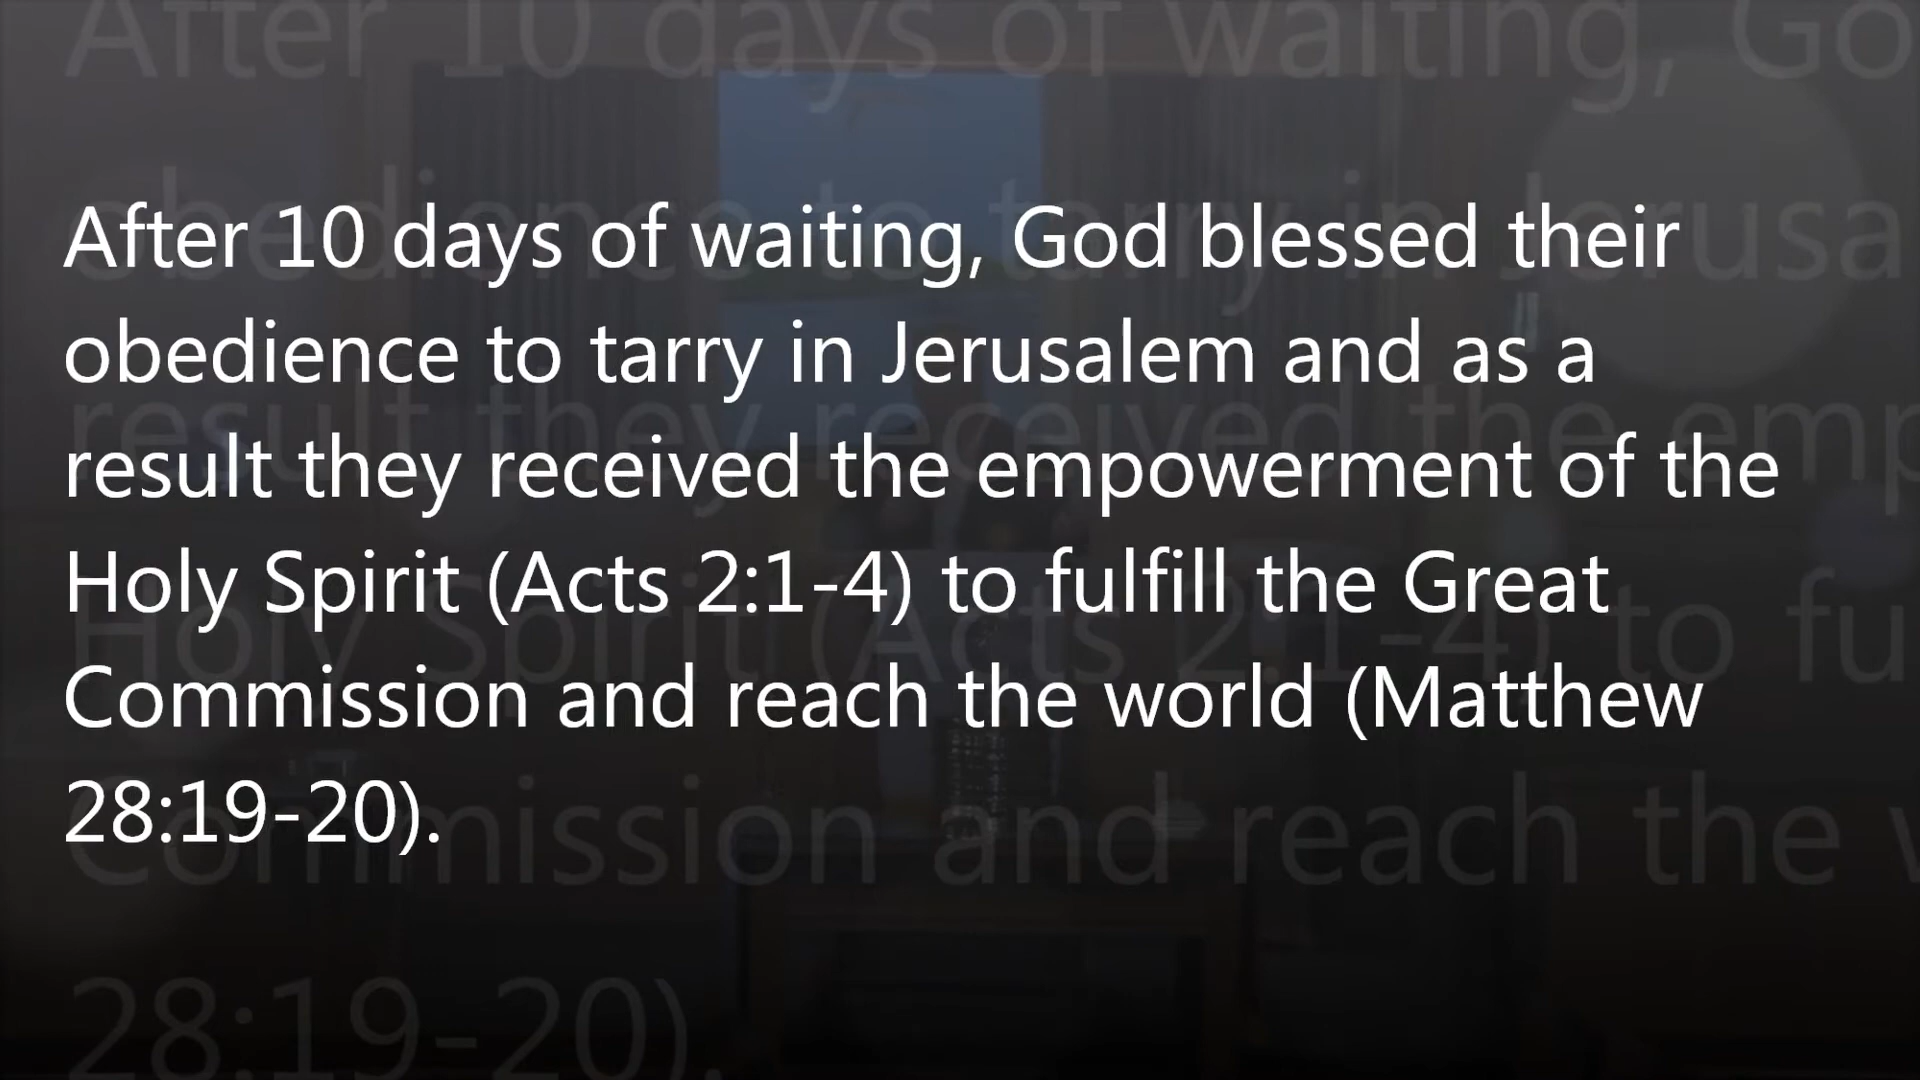 After 10 days of waiting, God blessed their
obedience to tarry in Jerusalem and as a
result they received the empowerment of the
Holy Spirit (Acts 2:1-4) to fulfill the Great
Commission and reach the world (Matthew
28:19-20).